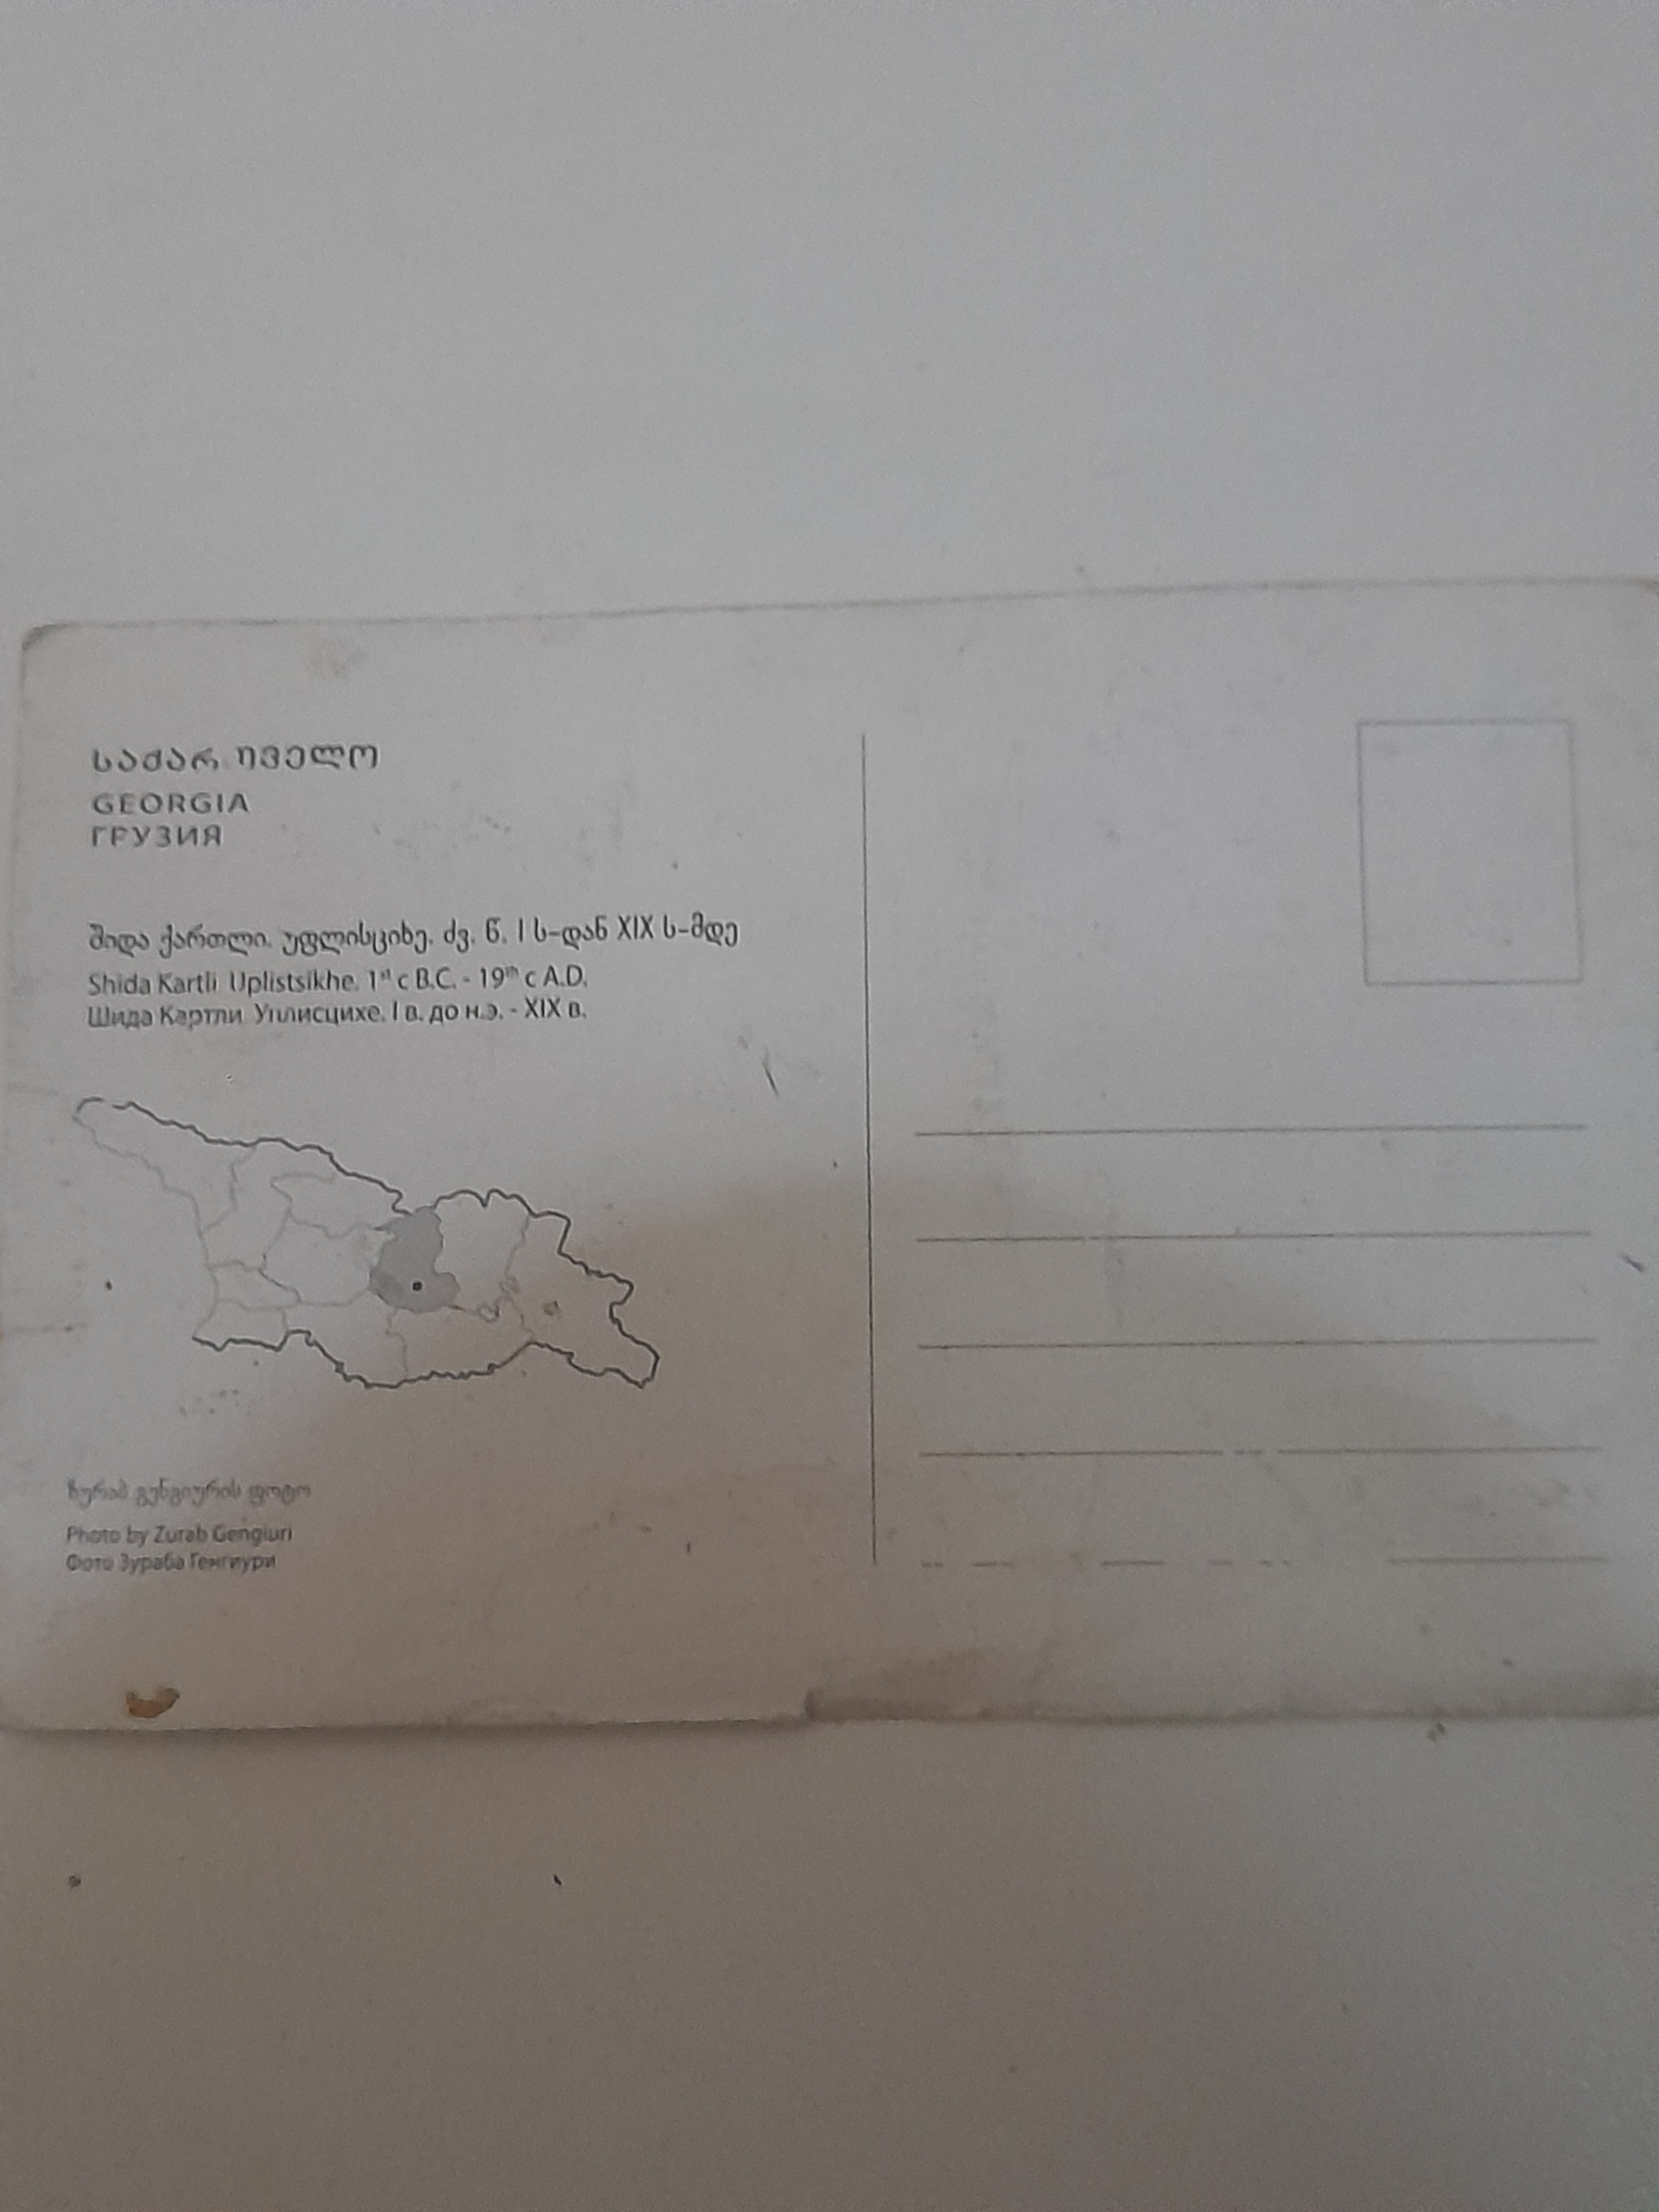 საქართველო
GEORGIA
ГРУЗИЯ
შიდა ქართლი. უფლისციხე. ძვ. წ. I ს-დან XIX ს-მდე
Shida Kartli. Uplistsikhe. 1st c B.C. - 19th c A.D.
Шида Картли. Уплисцихе. I в. до н.э. - XIX в.
ზურაბ გენგიურის ფოტო
Photo by Zurab Gengiuri
Фото Зураба Генгиури